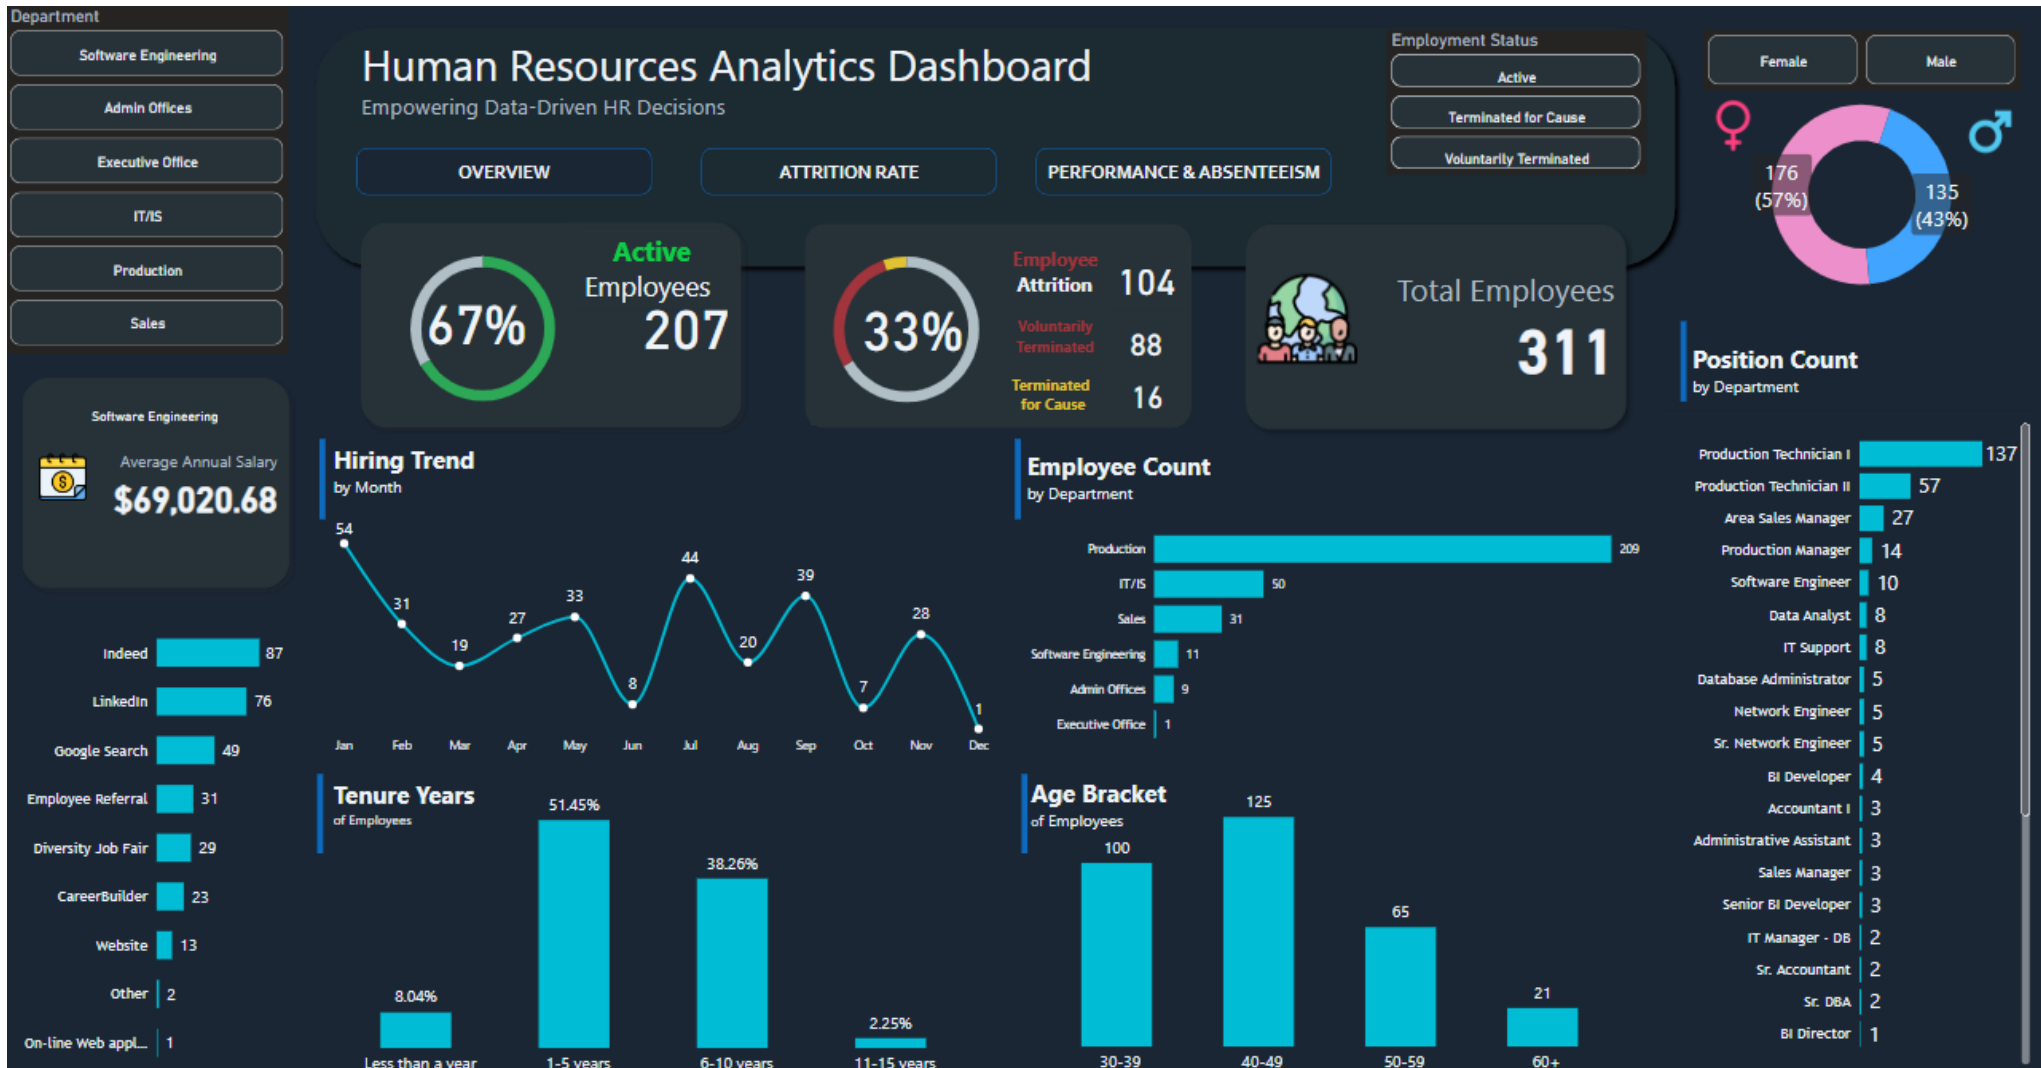 Department
Software Engineering
Admin Offices
Executive Office
IT/IS
Production
Sales
Human Resources Analytics Dashboard
Empowering Data-Driven HR Decisions
OVERVIEW
ATTRITION RATE
PERFORMANCE & ABSENTEEISM
Employment Status
Active
Terminated for Cause
Voluntarily Terminated
Female
Male
176
(57%)
135
(43%)
67%
Active
Employees
207
33%
Employee
Attrition
104
Voluntarily
Terminated
88
Terminated
for Cause
16
Total Employees
311
Software Engineering
Average Annual Salary
$69,020.68
Indeed 87
LinkedIn 76
Google Search 49
Employee Referral 31
Diversity Job Fair 29
CareerBuilder 23
Website 13
Other 2
On-line Web appl... 1
Hiring Trend
by Month
54
31
19
27
33
8
44
20
39
7
28
1
Jan Feb Mar Apr May Jun Jul Aug Sep Oct Nov Dec
Employee Count
by Department
Production 209
IT/IS 50
Sales 31
Software Engineering 11
Admin Offices 9
Executive Office 1
Tenure Years
of Employees
8.04%
51.45%
38.26%
2.25%
Less than a year 1-5 years 6-10 years 11-15 years
Age Bracket
of Employees
100
125
65
21
30-39 40-49 50-59 60+
Position Count
by Department
Production Technician I 137
Production Technician II 57
Area Sales Manager 27
Production Manager 14
Software Engineer 10
Data Analyst 8
IT Support 8
Database Administrator 5
Network Engineer 5
Sr. Network Engineer 5
BI Developer 4
Accountant I 3
Administrative Assistant 3
Sales Manager 3
Senior BI Developer 3
IT Manager - DB 2
Sr. Accountant 2
Sr. DBA 2
BI Director 1